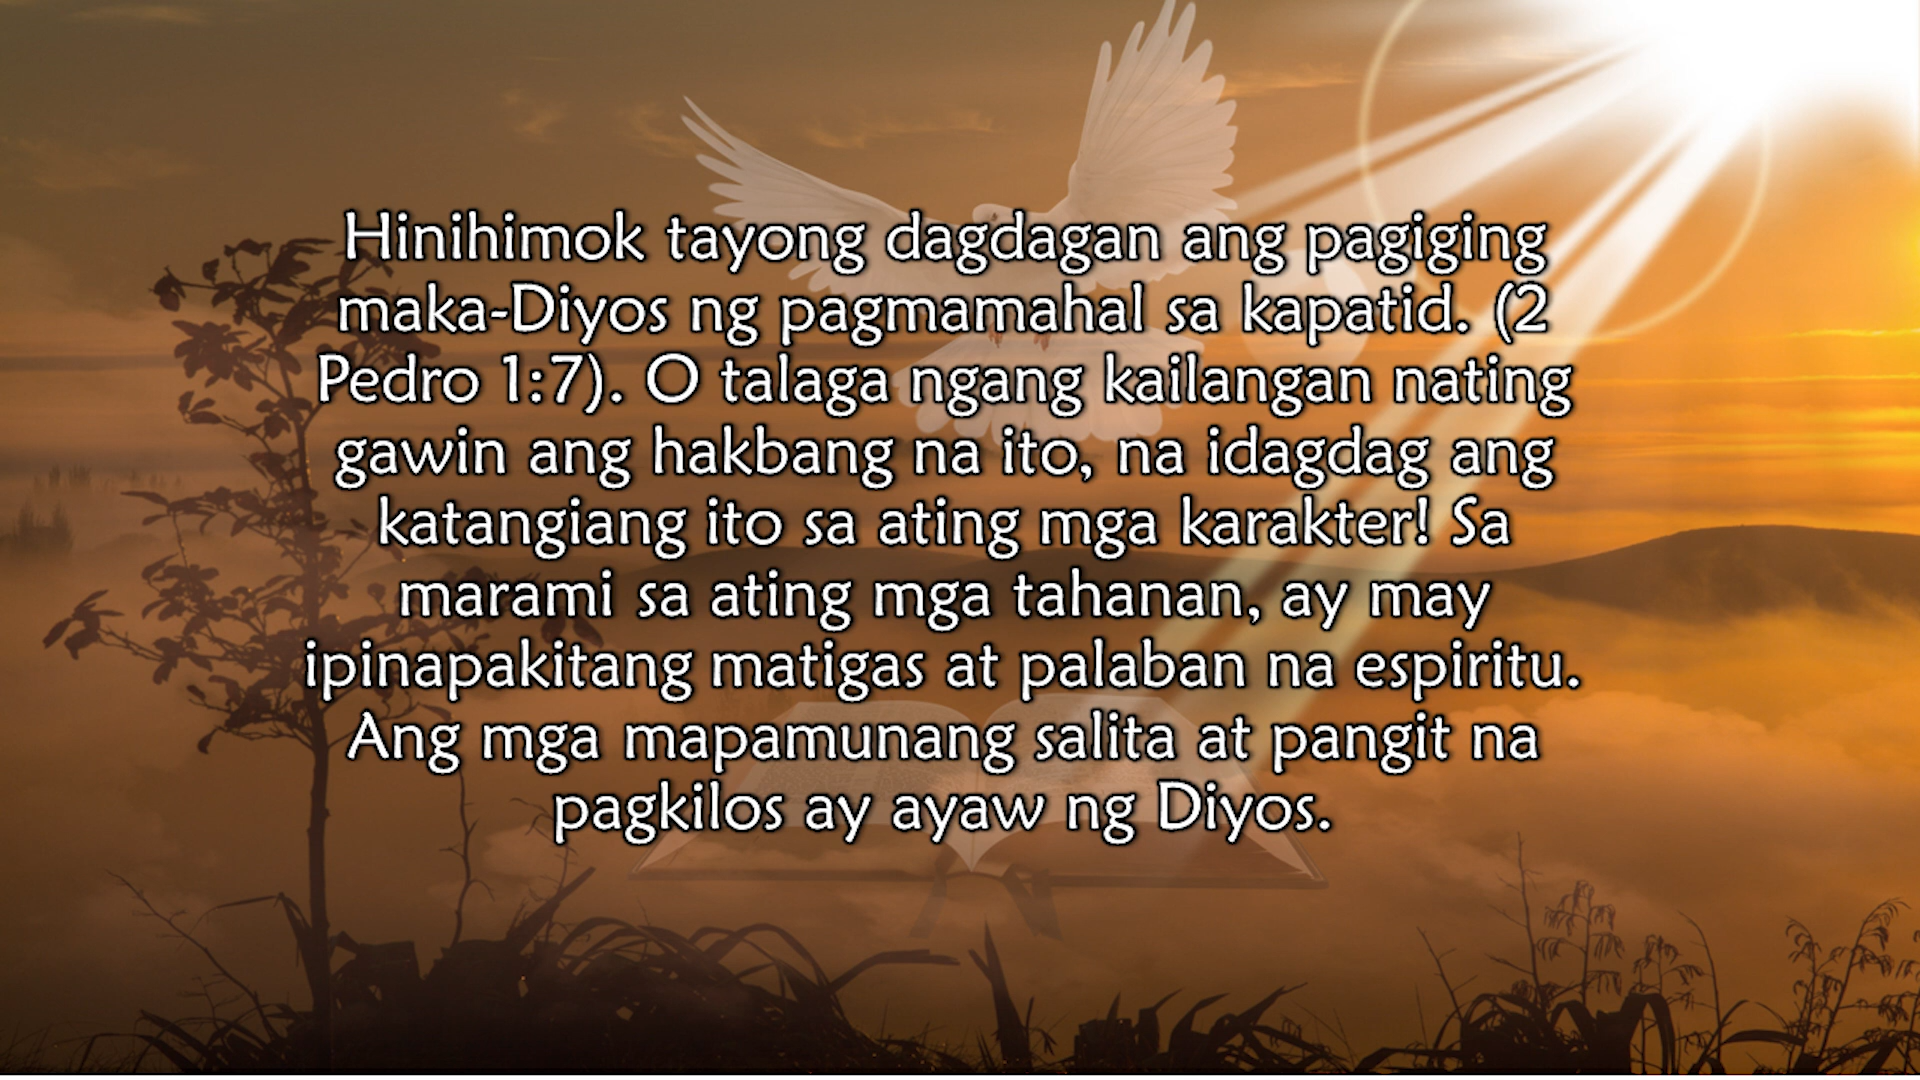 Hinihimok tayong dagdagan ang pagiging
maka-Diyos ng pagmamahal sa kapatid. (2
Pedro 1:7). O talaga ngang kailangan nating
gawin ang hakbang na ito, na idagdag ang
katangiang ito sa ating mga karakter! Sa
marami sa ating mga tahanan, ay may
ipinapakitang matigas at palaban na espiritu.
Ang mga mapamunang salita at pangit na
pagkilos ay ayaw ng Diyos.